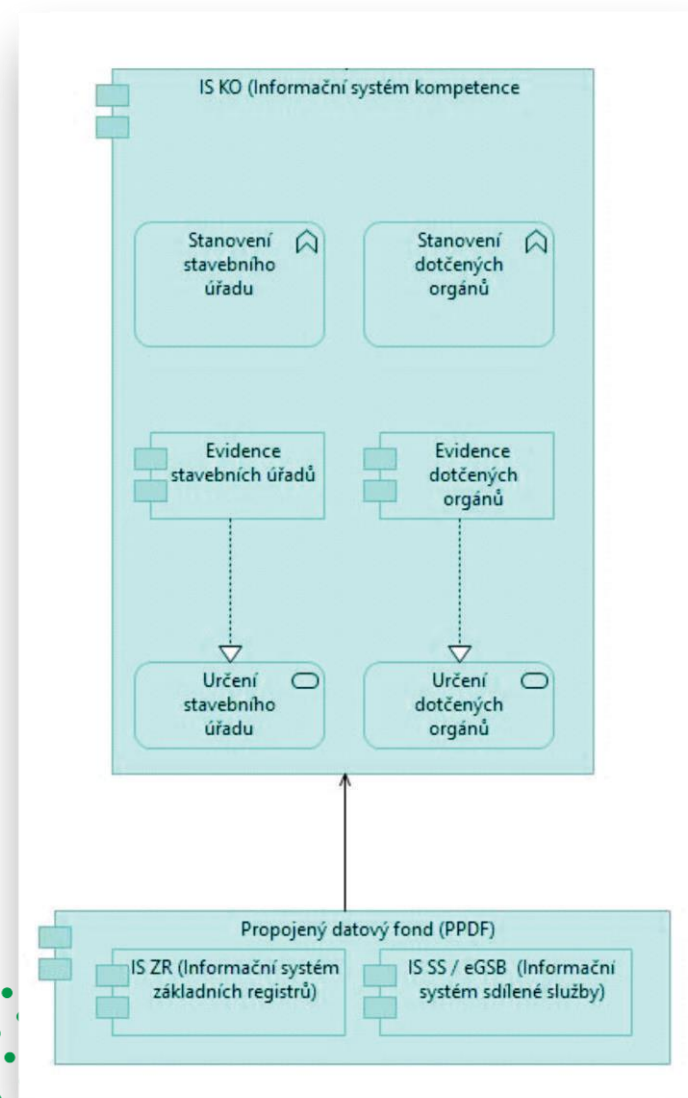 IS KO (Informační systém kompetence
Stanovení
stavebního
úřadu
Stanovení
dotčených
orgánů
Evidence
stavebních úřadů
Evidence
dotčených
orgánů
Určení
stavebního
úřadu
Určení
dotčených
orgánů
Propojený datový fond (PPDF)
IS ZR (Informační systém
základních registrů)
IS SS / eGSB (Informační
systém sdílené služby)